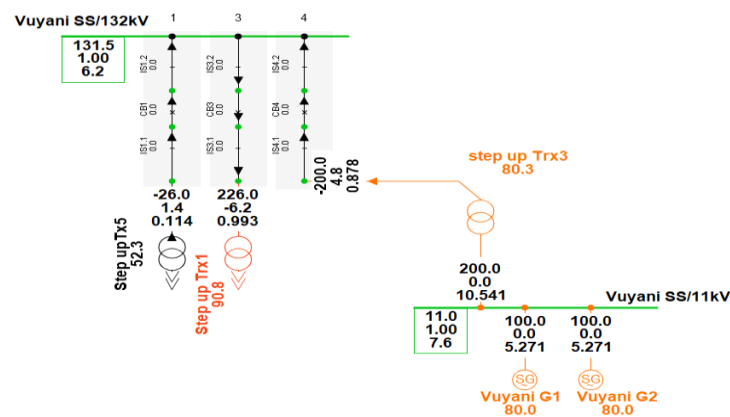 Vuyani SS/132kV
1
3
4
131.5
1.00
6.2
IS1.2
0.0
IS3.2
0.0
IS4.2
0.0
CB1
0.0
CB3
0.0
CB4
0.0
IS1.1
0.0
IS3.1
0.0
IS4.1
0.0
-200.0
4.8
0.878
step up Trx3
80.3
-26.0
1.4
0.114
226.0
-6.2
0.993
Step upTx5
52.3
Step up Trx1
90.8
200.0
0.0
10.541
Vuyani SS/11kV
11.0
1.00
7.6
100.0
0.0
5.271
100.0
0.0
5.271
SG
SG
Vuyani G1
80.0
Vuyani G2
80.0